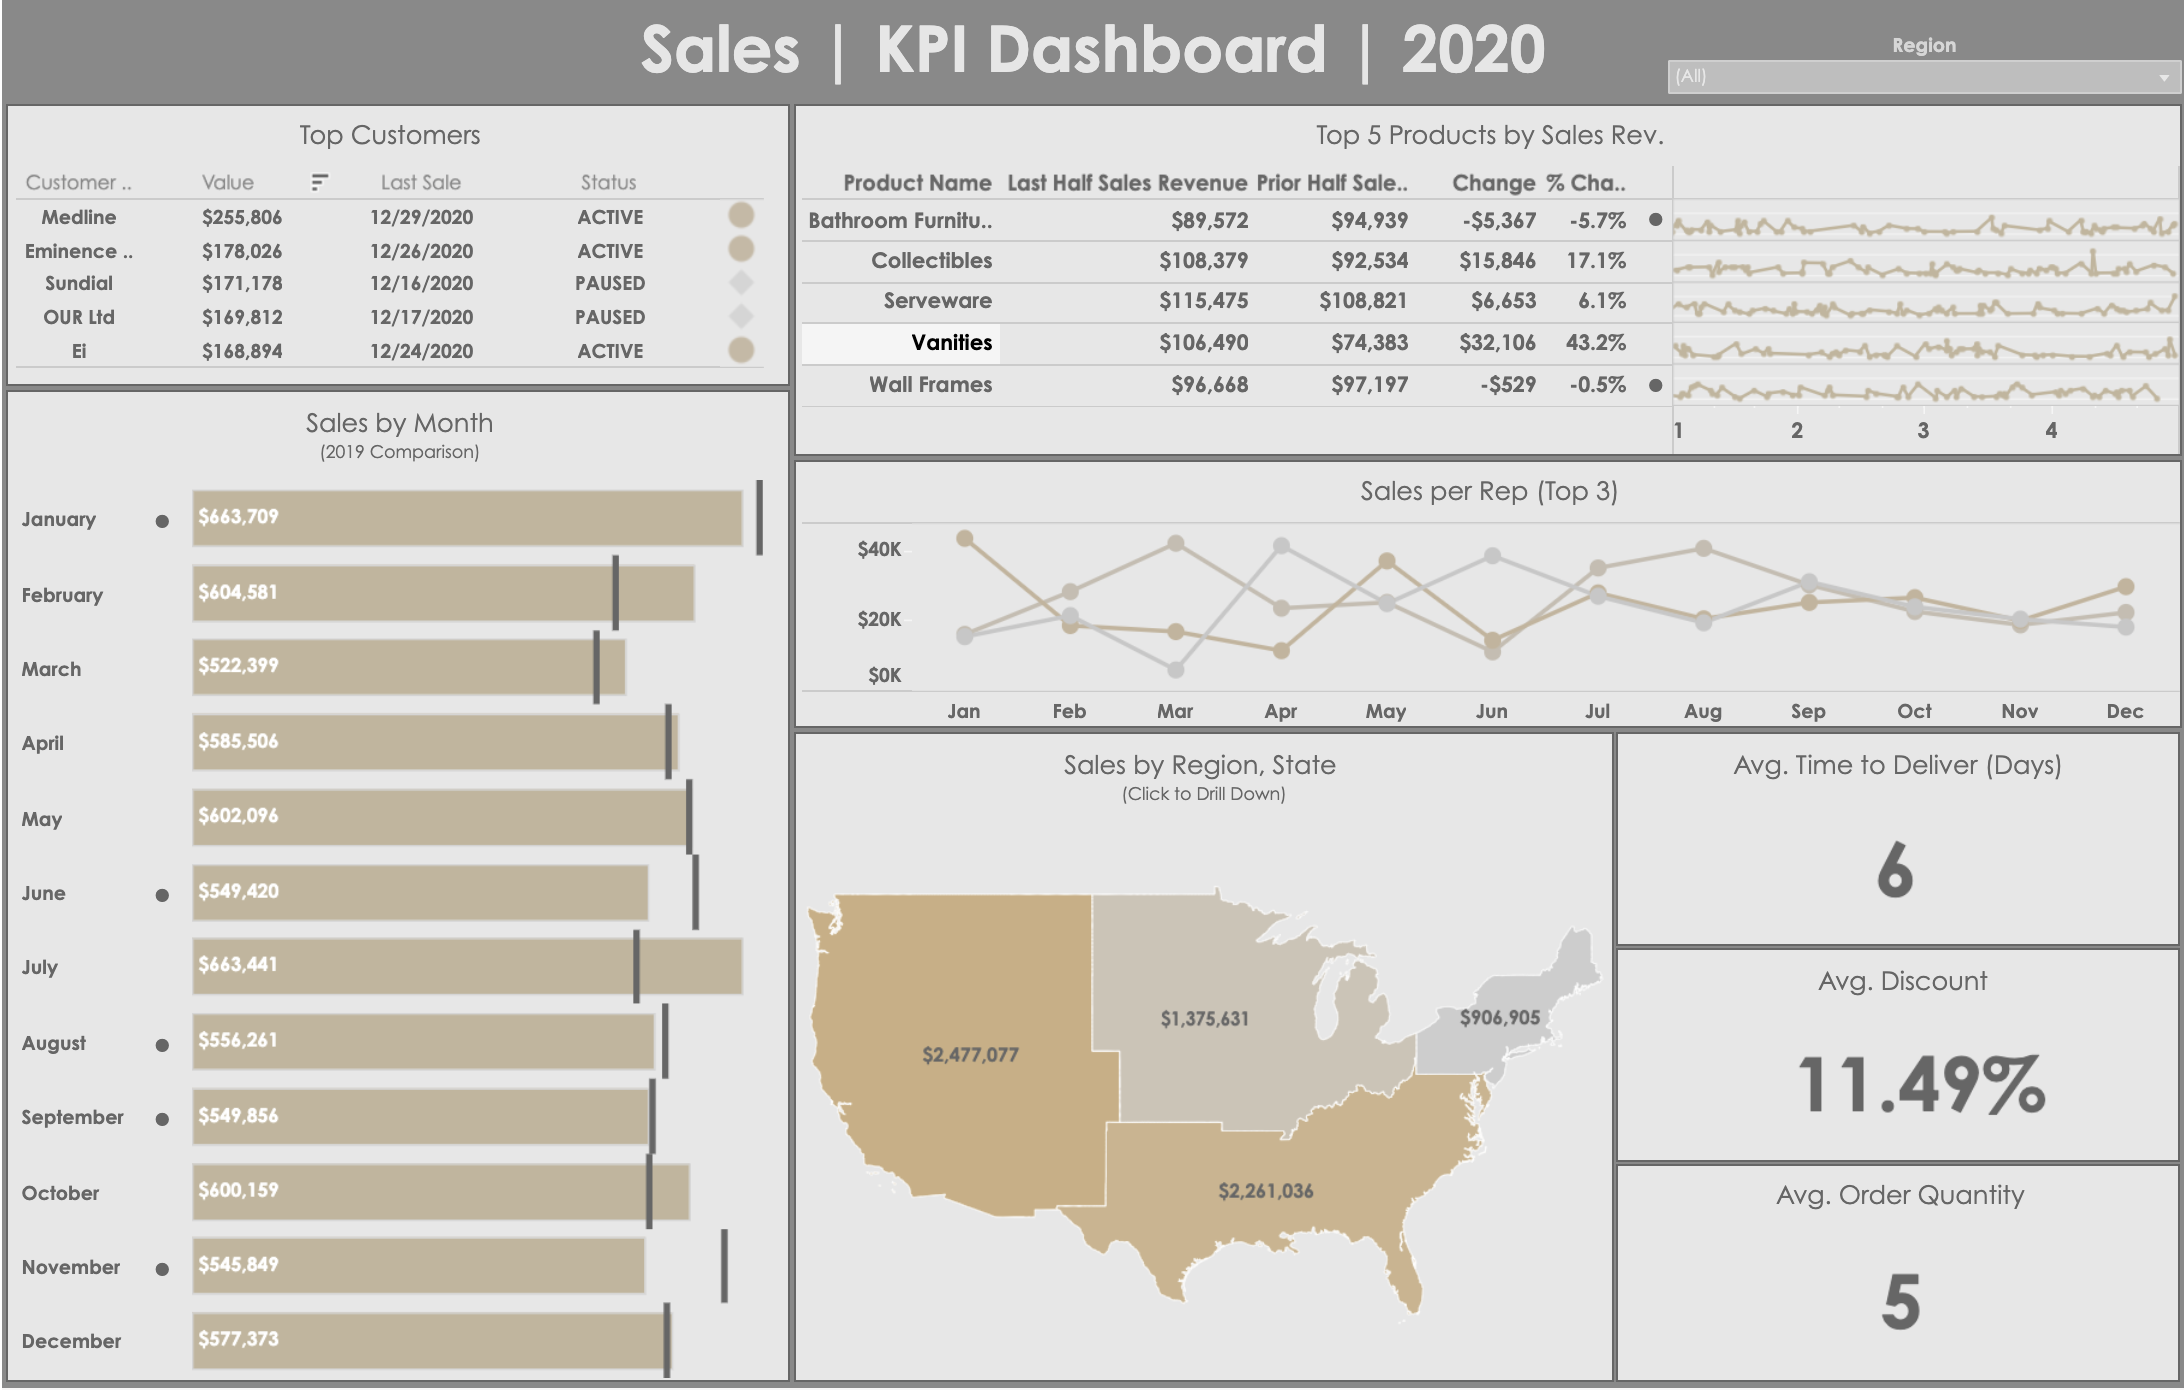 Sales | KPI Dashboard | 2020
Region
(All)
Top Customers
Customer .. Value Last Sale Status
Medline $255,806 12/29/2020 ACTIVE
Eminence .. $178,026 12/26/2020 ACTIVE
Sundial $171,178 12/16/2020 PAUSED
OUR Ltd $169,812 12/17/2020 PAUSED
Ei $168,894 12/24/2020 ACTIVE
Top 5 Products by Sales Rev.
Product Name Last Half Sales Revenue Prior Half Sale.. Change % Cha..
Bathroom Furnitu.. $89,572 $94,939 -$5,367 -5.7%
Collectibles $108,379 $92,534 $15,846 17.1%
Serveware $115,475 $108,821 $6,653 6.1%
Vanities $106,490 $74,383 $32,106 43.2%
Wall Frames $96,668 $97,197 -$529 -0.5%
1 2 3 4
Sales by Month
(2019 Comparison)
January $663,709
February $604,581
March $522,399
April $585,506
May $602,096
June $549,420
July $663,441
August $556,261
September $549,856
October $600,159
November $545,849
December $577,373
Sales per Rep (Top 3)
$40K
$20K
$0K
Jan Feb Mar Apr May Jun Jul Aug Sep Oct Nov Dec
Sales by Region, State
(Click to Drill Down)
$2,477,077
$1,375,631
$906,905
$2,261,036
Avg. Time to Deliver (Days)
6
Avg. Discount
11.49%
Avg. Order Quantity
5